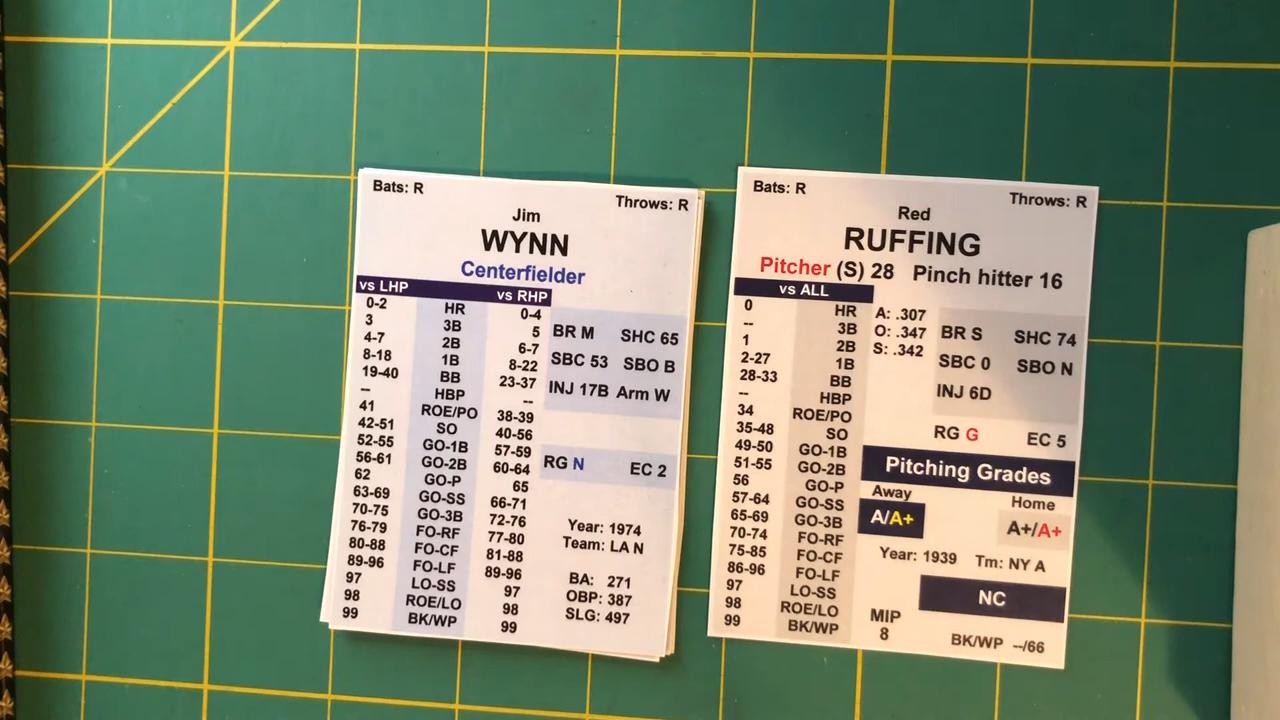 Bats: R
Throws: R
Jim
WYNN
Centerfielder
vs LHP vs RHP
0-2 HR 0-4
3 3B 5
4-7 2B 6-7
8-18 1B 8-22
19-40 BB 23-37
-- HBP --
41 ROE/PO 38-39
42-51 SO 40-56
52-55 GO-1B 57-59
56-61 GO-2B 60-64
62 GO-P 65
63-69 GO-SS 66-71
70-75 GO-3B 72-76
76-79 FO-RF 77-80
80-88 FO-CF 81-88
89-96 FO-LF 89-96
97 LO-SS 97
98 ROE/LO 98
99 BK/WP 99
BR M SHC 65
SBC 53 SBO B
INJ 17B Arm W
RG N EC 2
Year: 1974
Team: LA N
BA: 271
OBP: 387
SLG: 497
Bats: R
Throws: R
Red
RUFFING
Pitcher (S) 28 Pinch hitter 16
vs ALL
0 HR
-- 3B
1 2B
2-27 1B
28-33 BB
-- HBP
34 ROE/PO
35-48 SO
49-50 GO-1B
51-55 GO-2B
56 GO-P
57-64 GO-SS
65-69 GO-3B
70-74 FO-RF
75-85 FO-CF
86-96 FO-LF
97 LO-SS
98 ROE/LO
99 BK/WP
A: .307
O: .347
S: .342
BR S SHC 74
SBC 0 SBO N
INJ 6D
RG G EC 5
Pitching Grades
Away Home
A/A+ A+/A+
Year: 1939 Tm: NY A
NC
MIP
8
BK/WP --/66